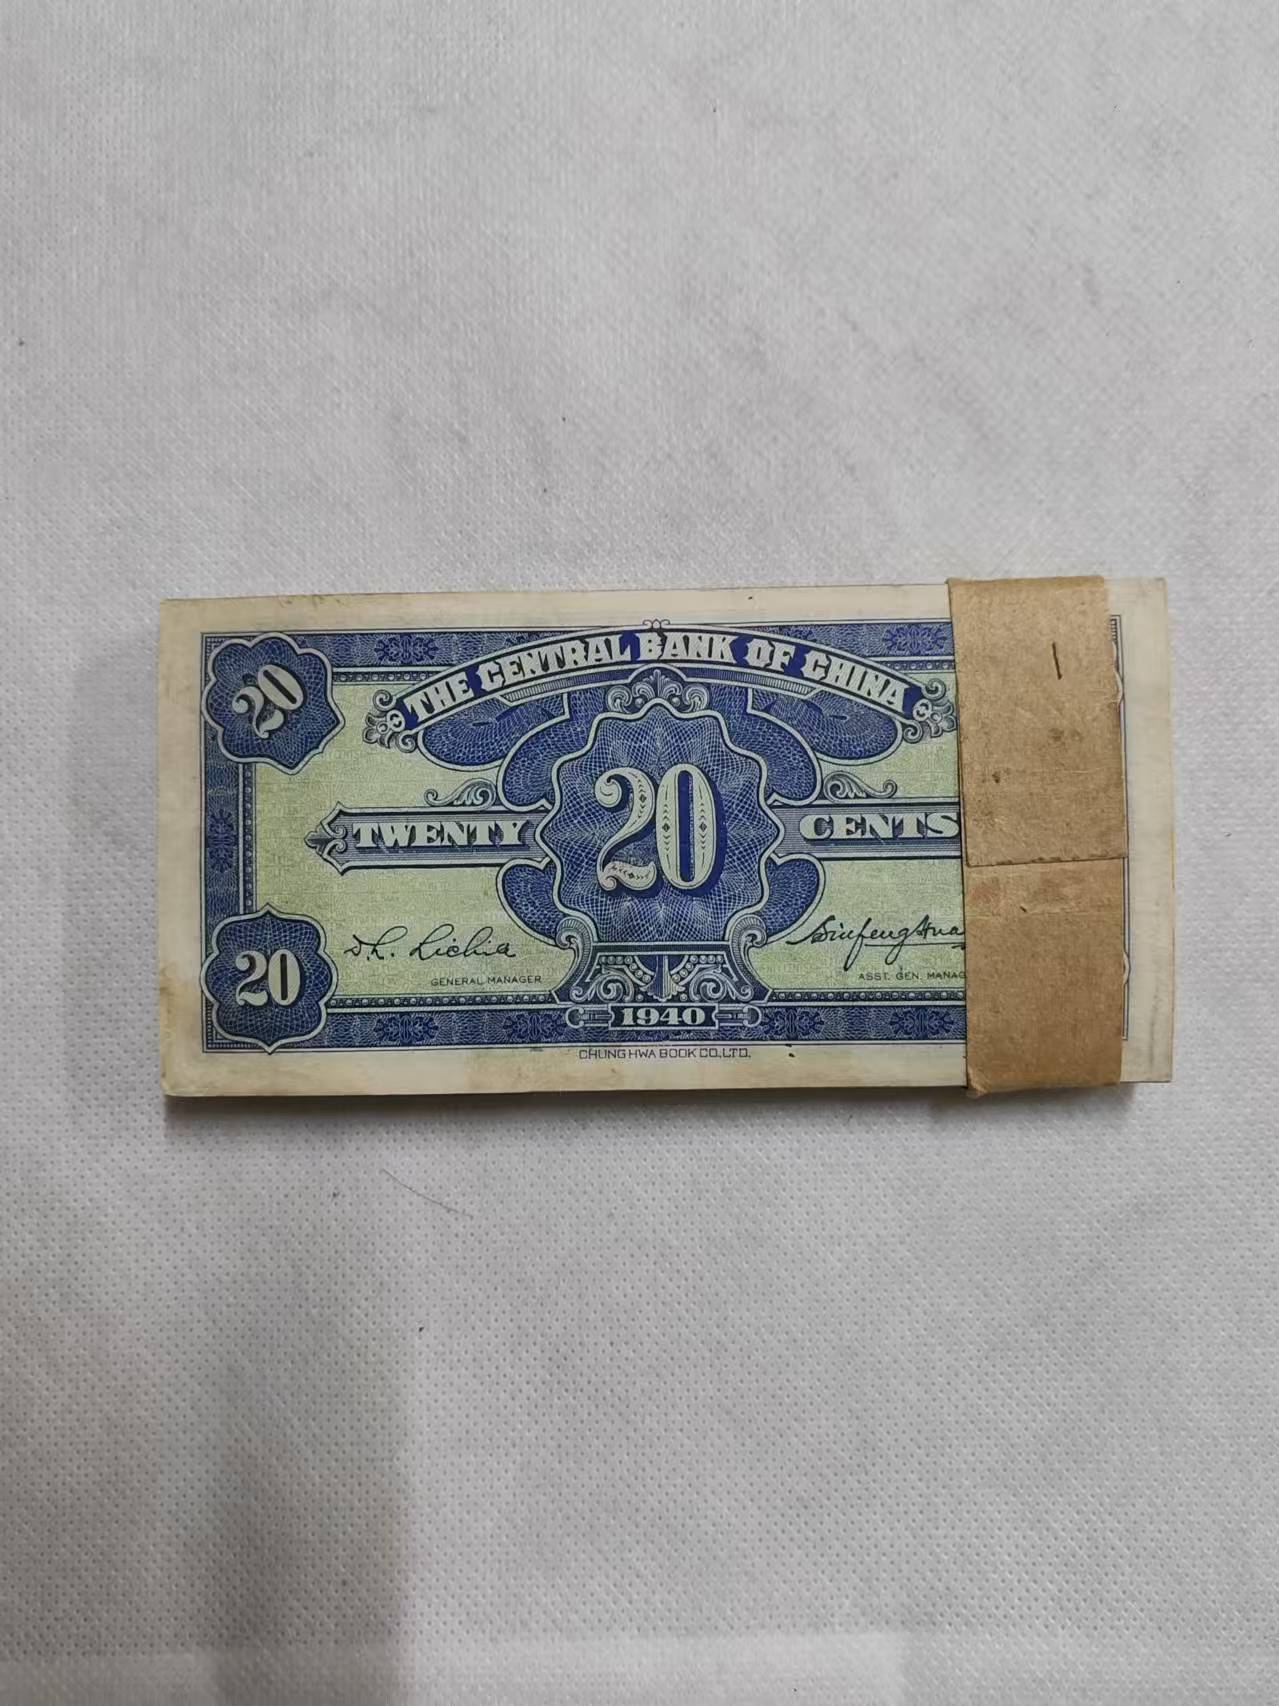 THE CENTRAL BANK OF CHINA
20
TWENTY 20 CENTS
20
GENERAL MANAGER
ASST. GEN. MANAG
1940
CHUNG HWA BOOK CO. LTD.